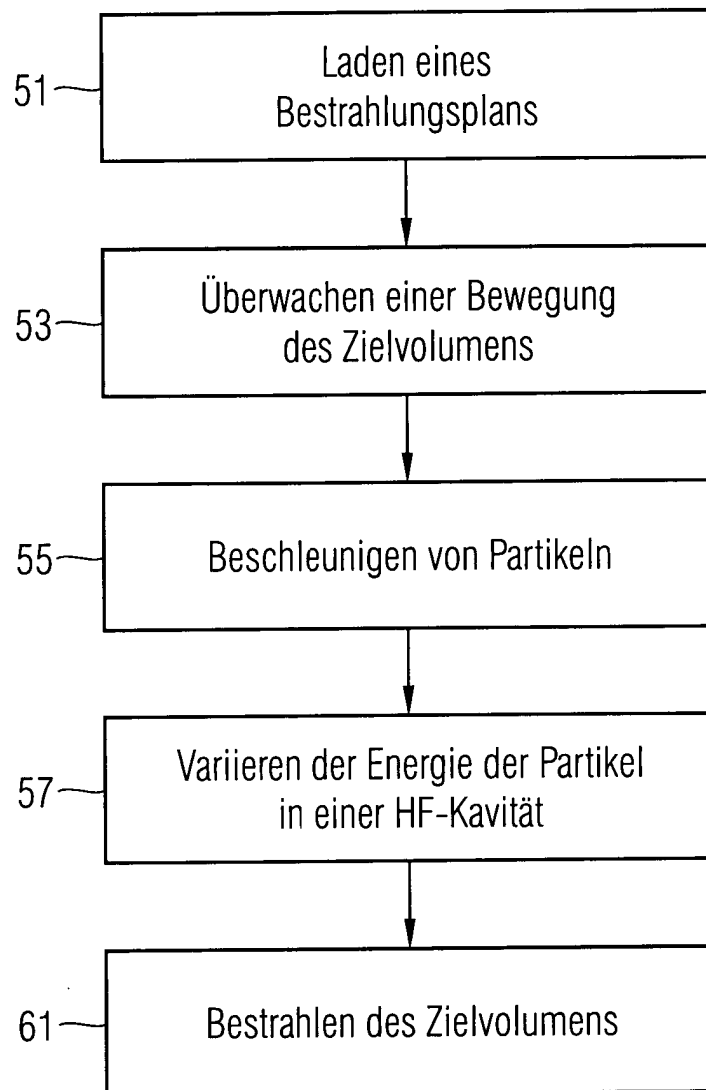 51
Laden eines
Bestrahlungsplans
53
Überwachen einer Bewegung
des Zielvolumens
55
Beschleunigen von Partikeln
57
Variieren der Energie der Partikel
in einer HF-Kavität
61
Bestrahlen des Zielvolumens